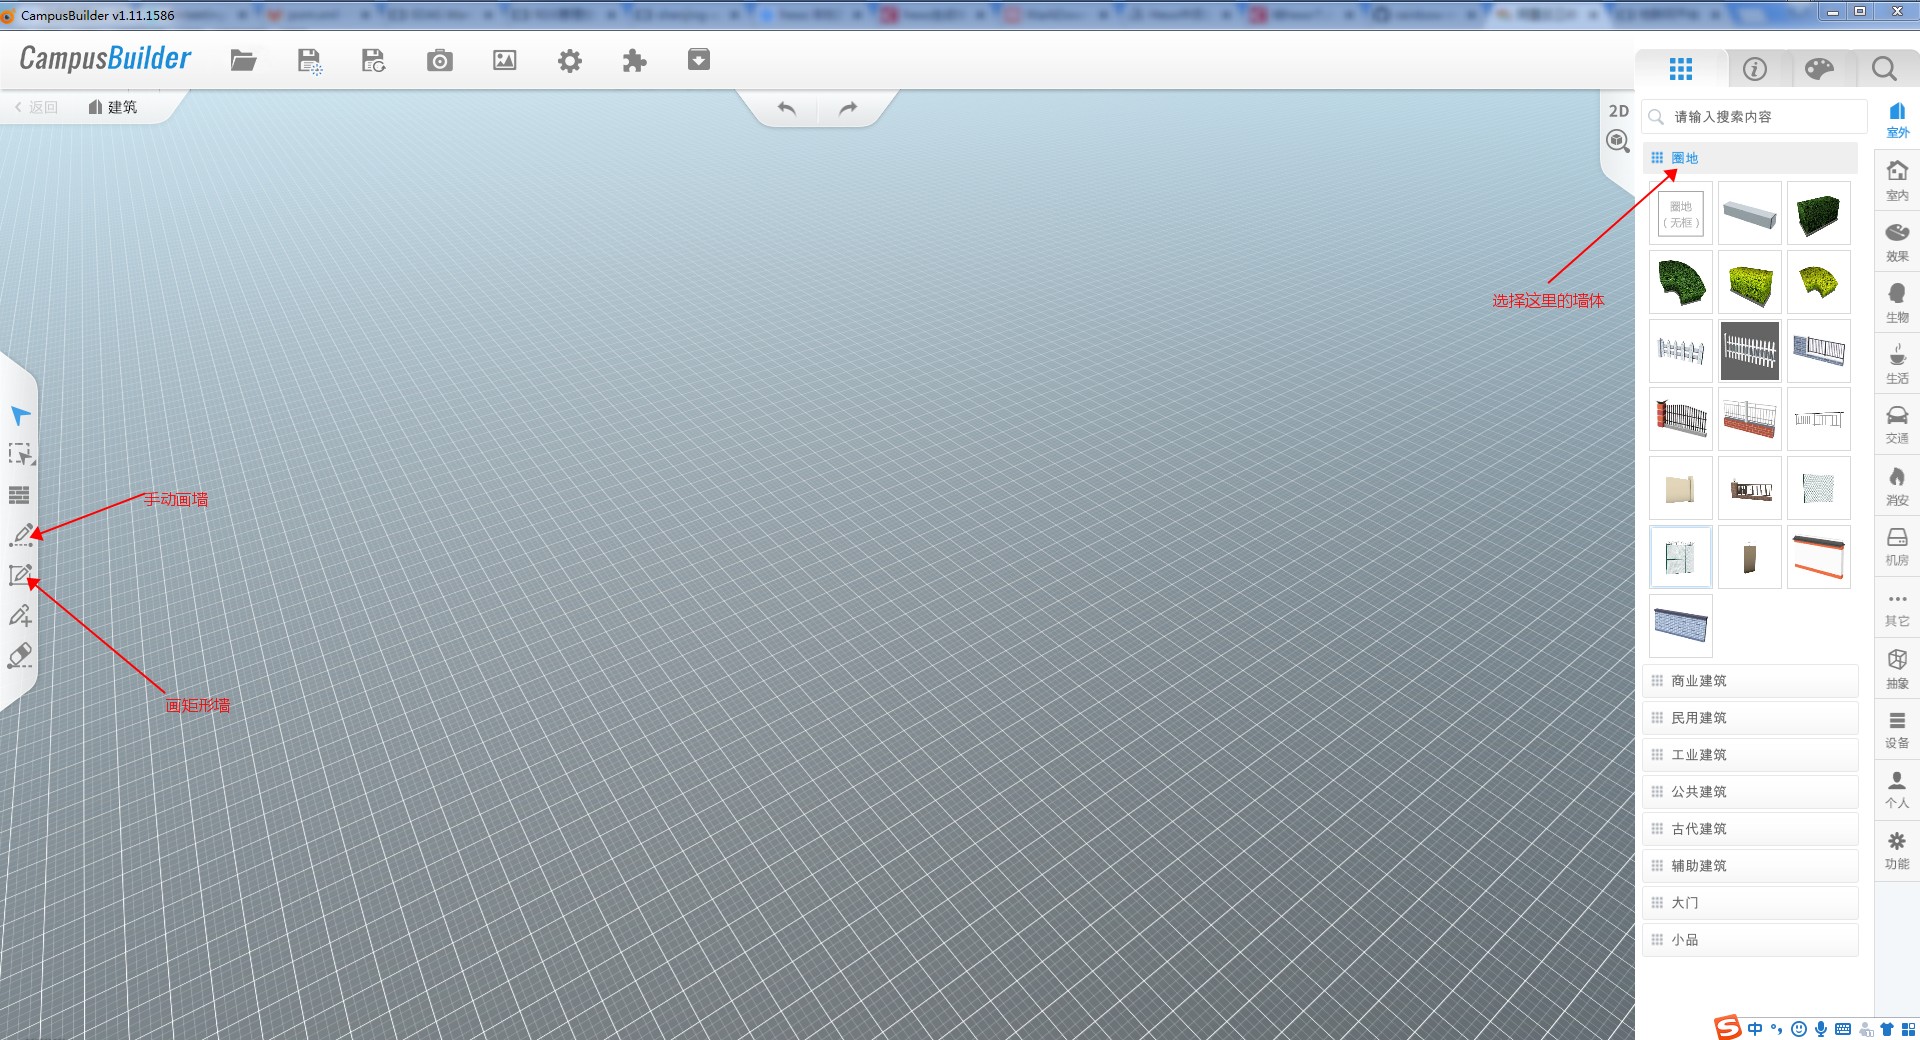 CampusBuilder v1.11.1586
CampusBuilder
返回
建筑
2D
请输入搜索内容
室外
圈地
圈地
（无框）
室内
效果
生物
选择这里的墙体
生活
交通
手动画墙
消安
机房
其它
商业建筑
抽象
画矩形墙
民用建筑
设备
工业建筑
公共建筑
个人
古代建筑
辅助建筑
功能
大门
小品
中